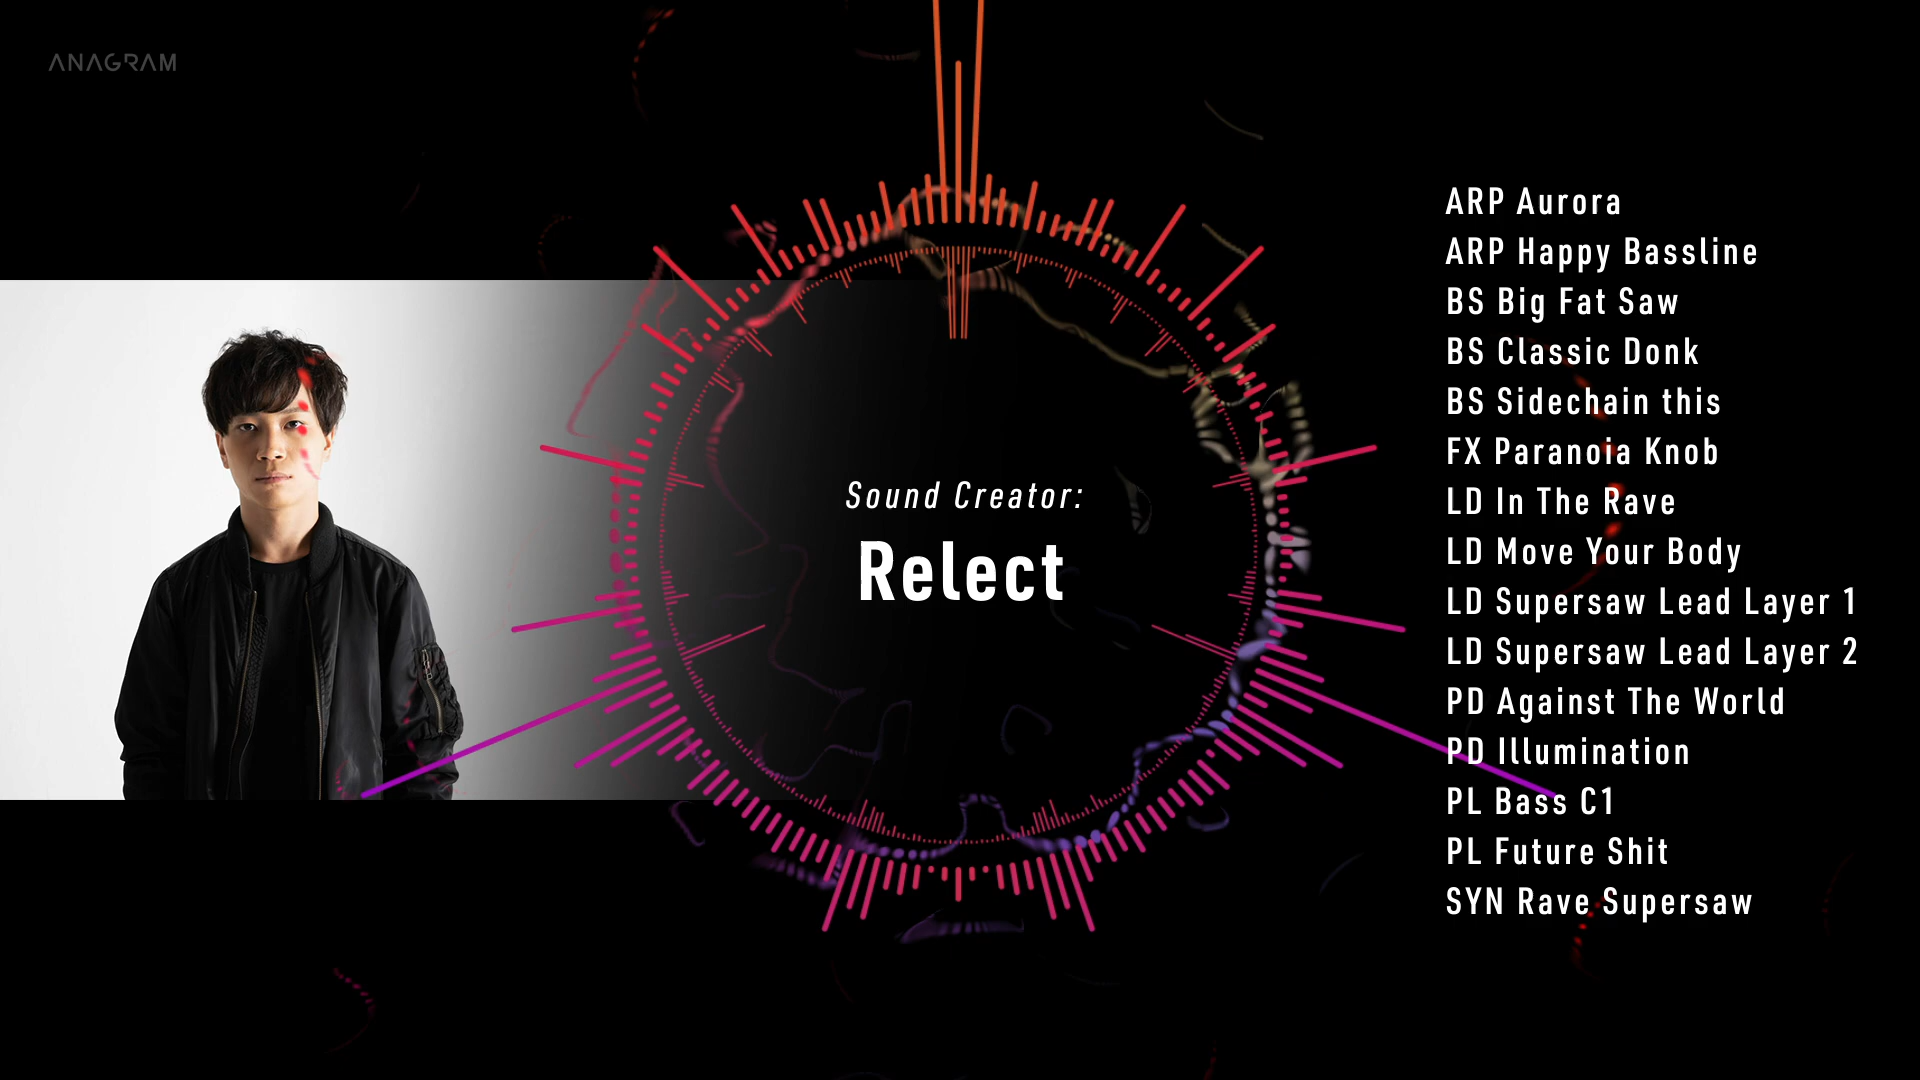 ANAGRAM
Sound Creator:
Relect
ARP Aurora
ARP Happy Bassline
BS Big Fat Saw
BS Classic Donk
BS Sidechain this
FX Paranoia Knob
LD In The Rave
LD Move Your Body
LD Supersaw Lead Layer 1
LD Supersaw Lead Layer 2
PD Against The World
PD Illumination
PL Bass C1
PL Future Shit
SYN Rave Supersaw